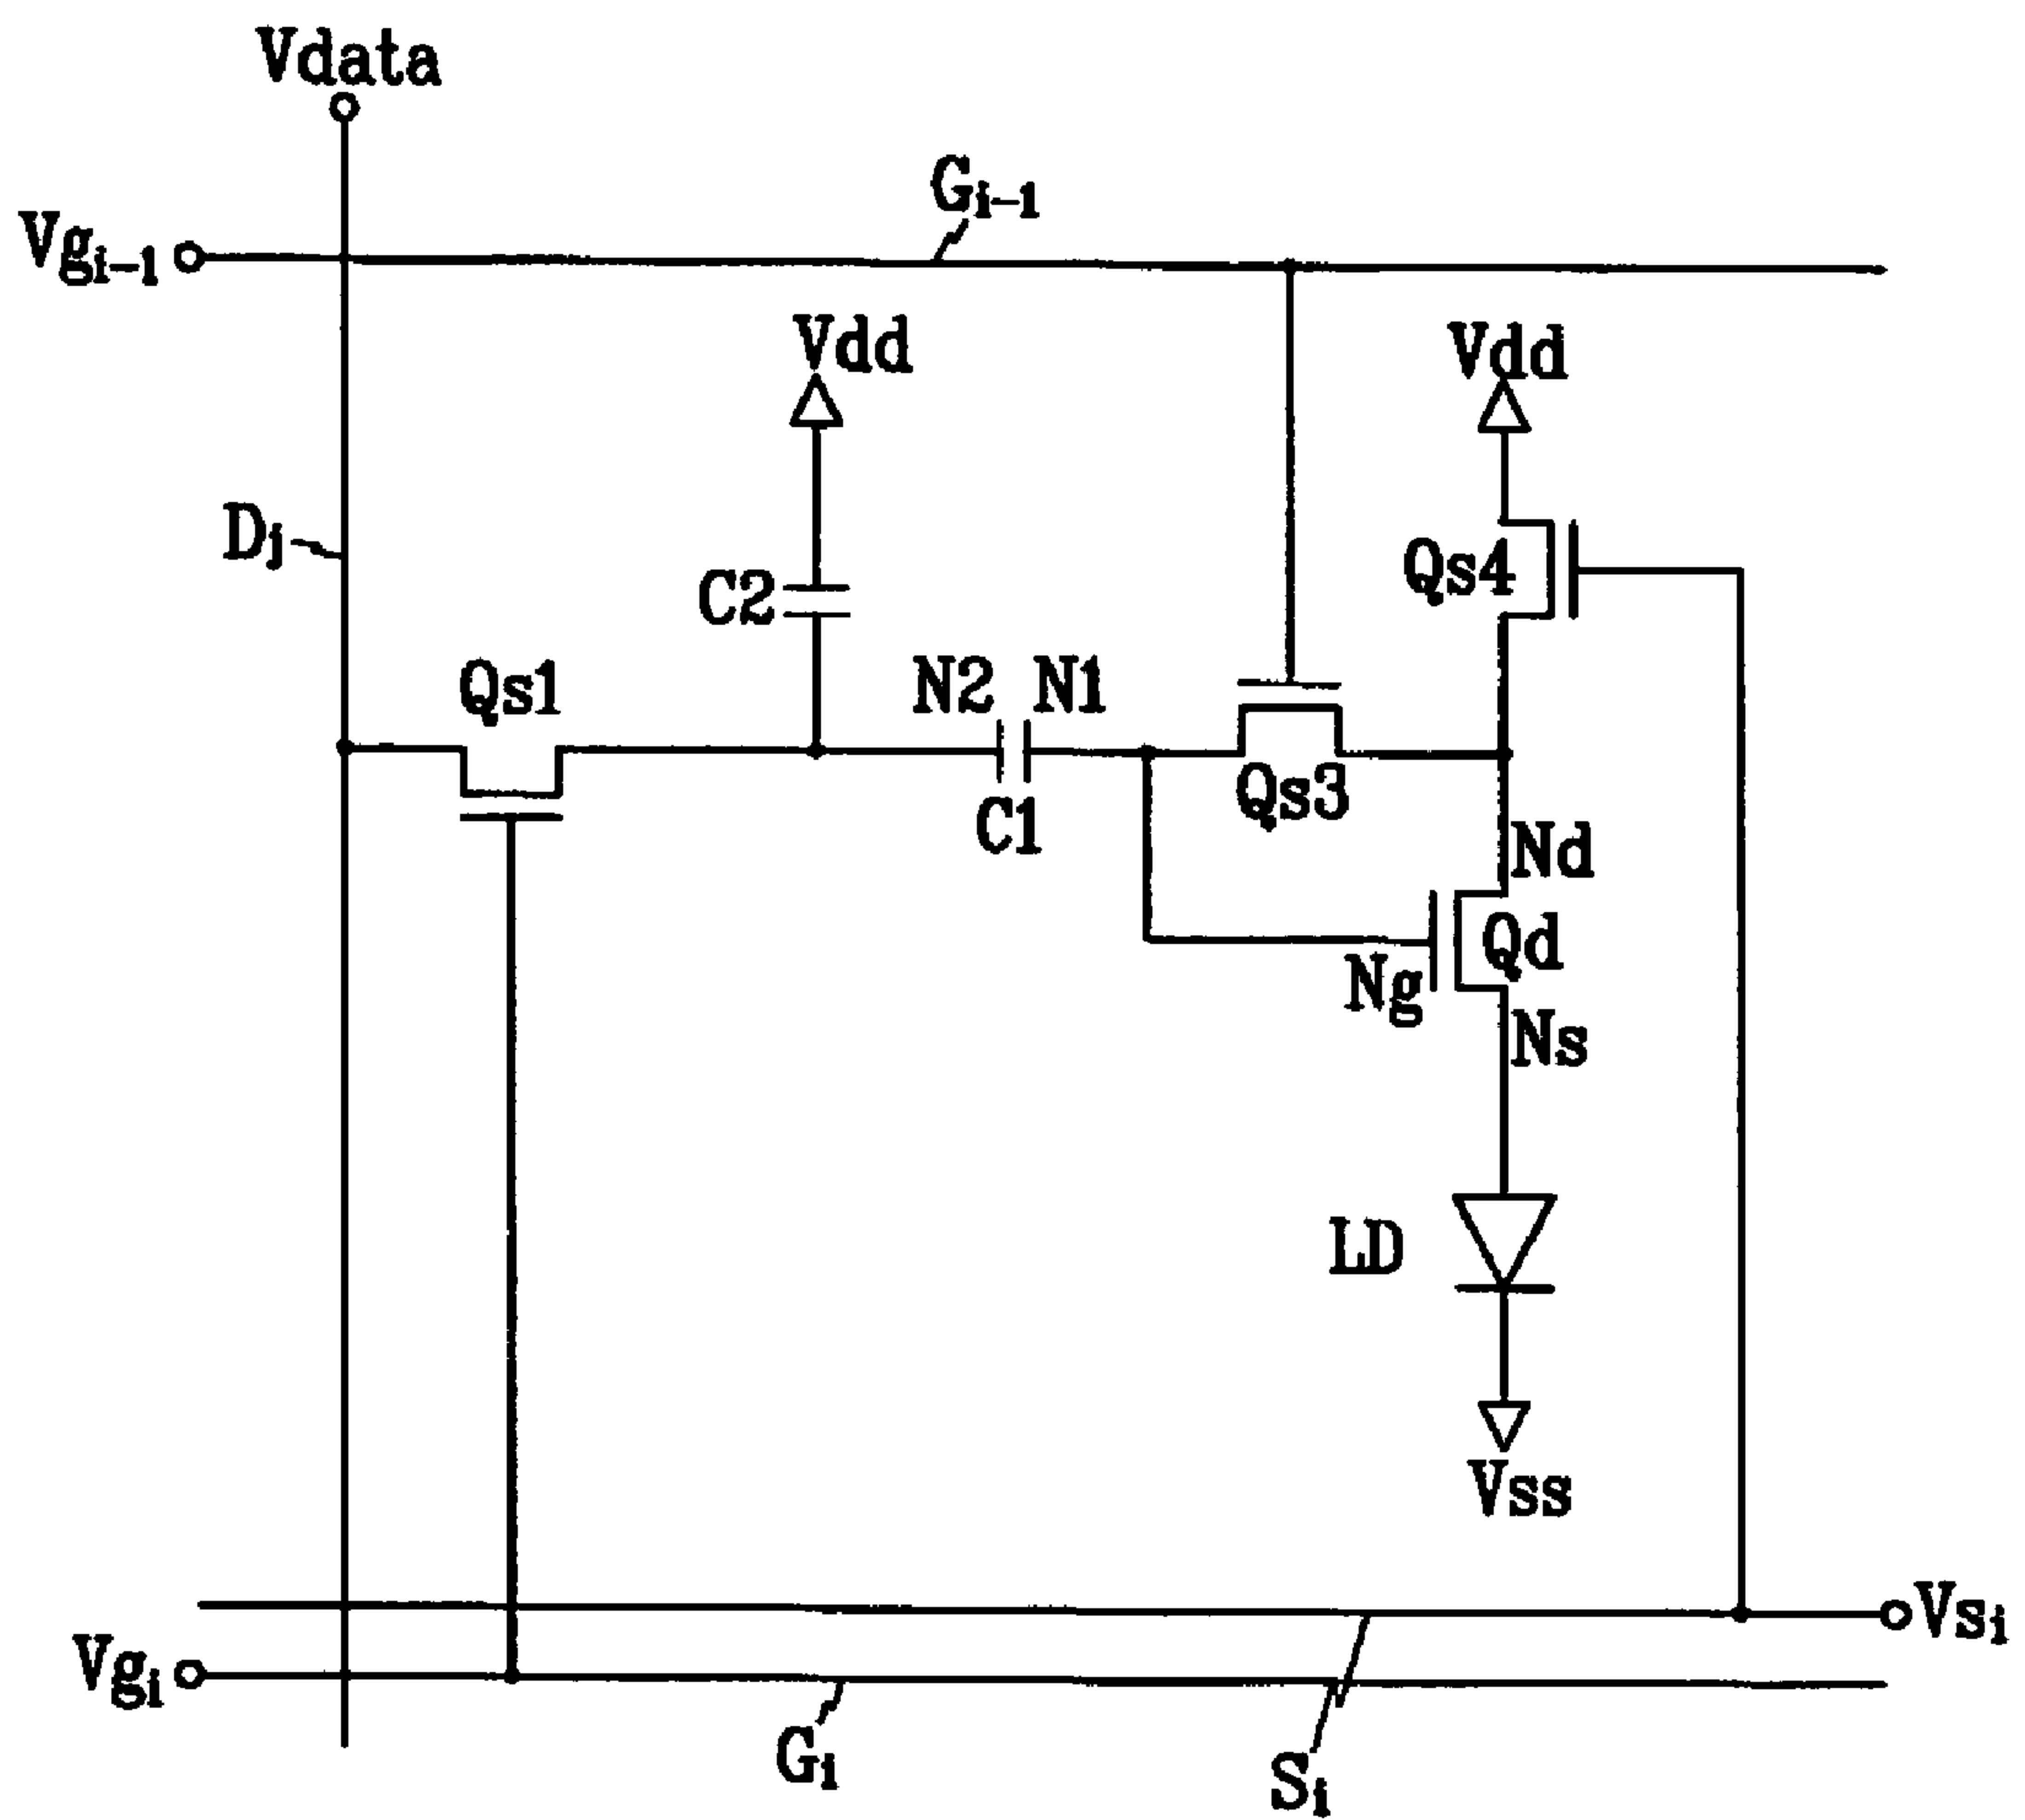 Vdata
Gi-1
Vgi-1
Vdd
Vdd
Dj
Qs4
C2
Qs1
N2
N1
Qs3
C1
Nd
Qd
Ng
Ns
LD
Vss
Vsi
Vgi
Gi
Si